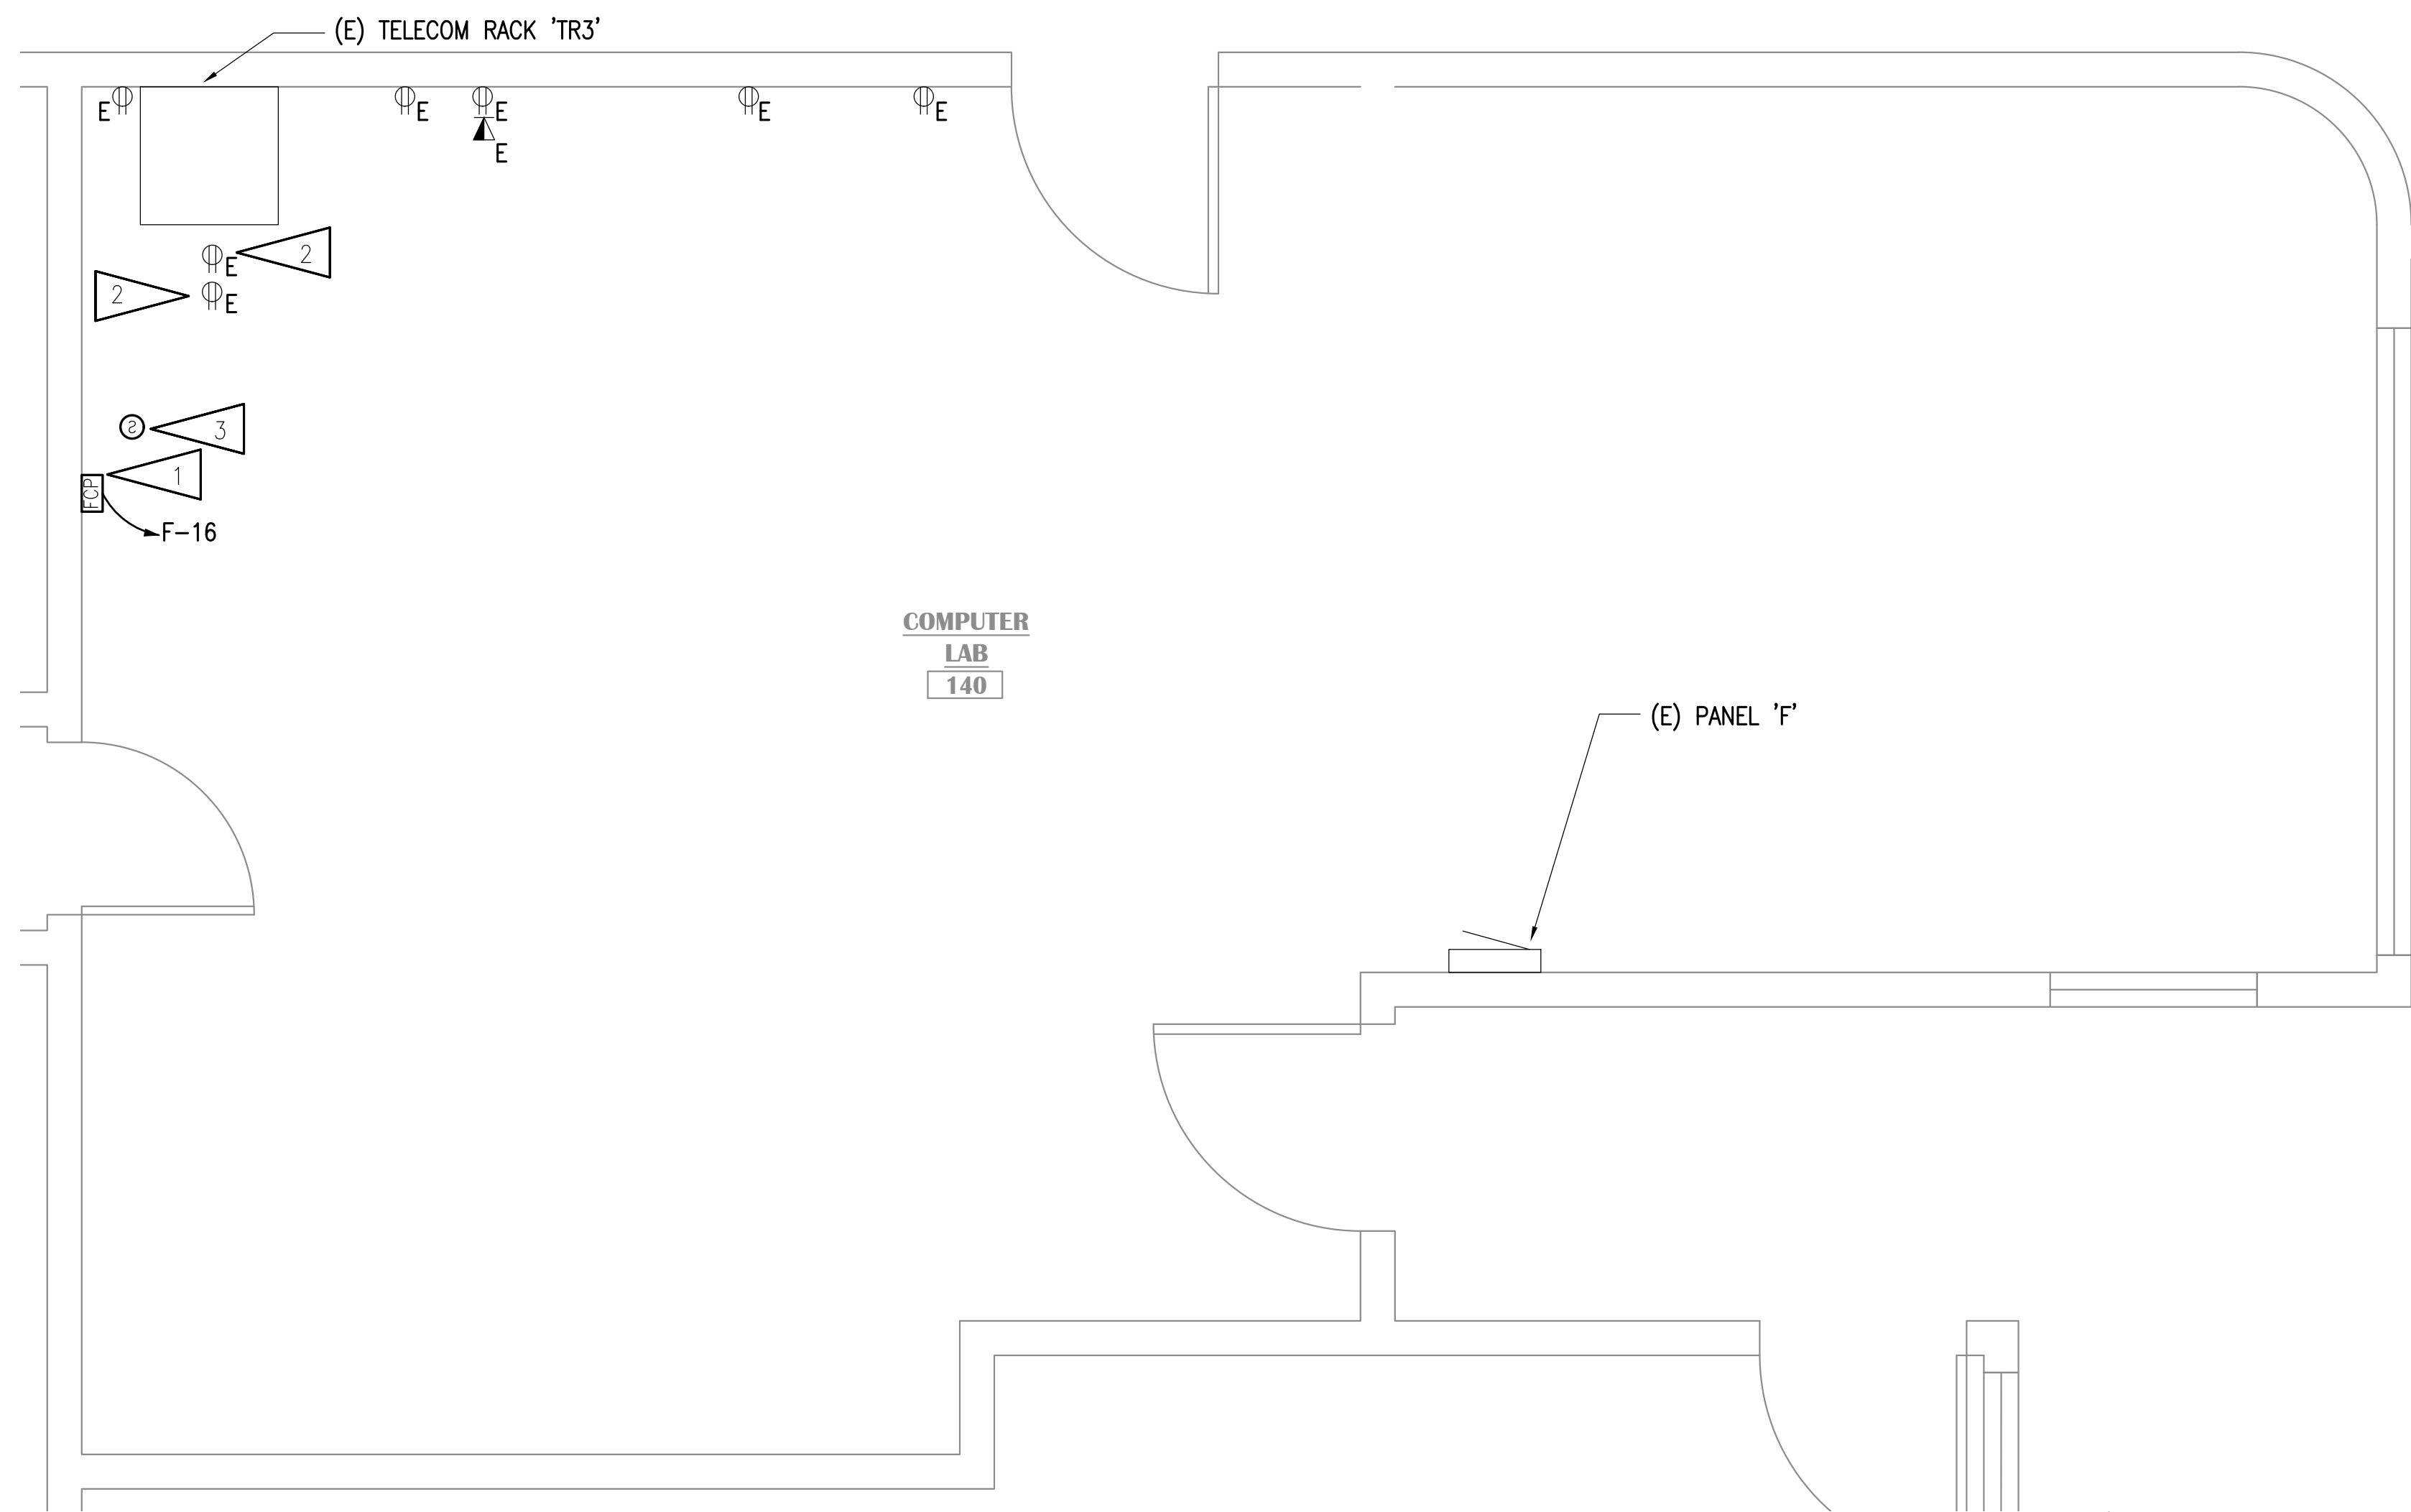 (E) TELECOM RACK 'TR3'
E
E
E
E
E
E
E
2
2
E
S
3
1
FCP
F-16
COMPUTER
LAB
140
(E) PANEL 'F'